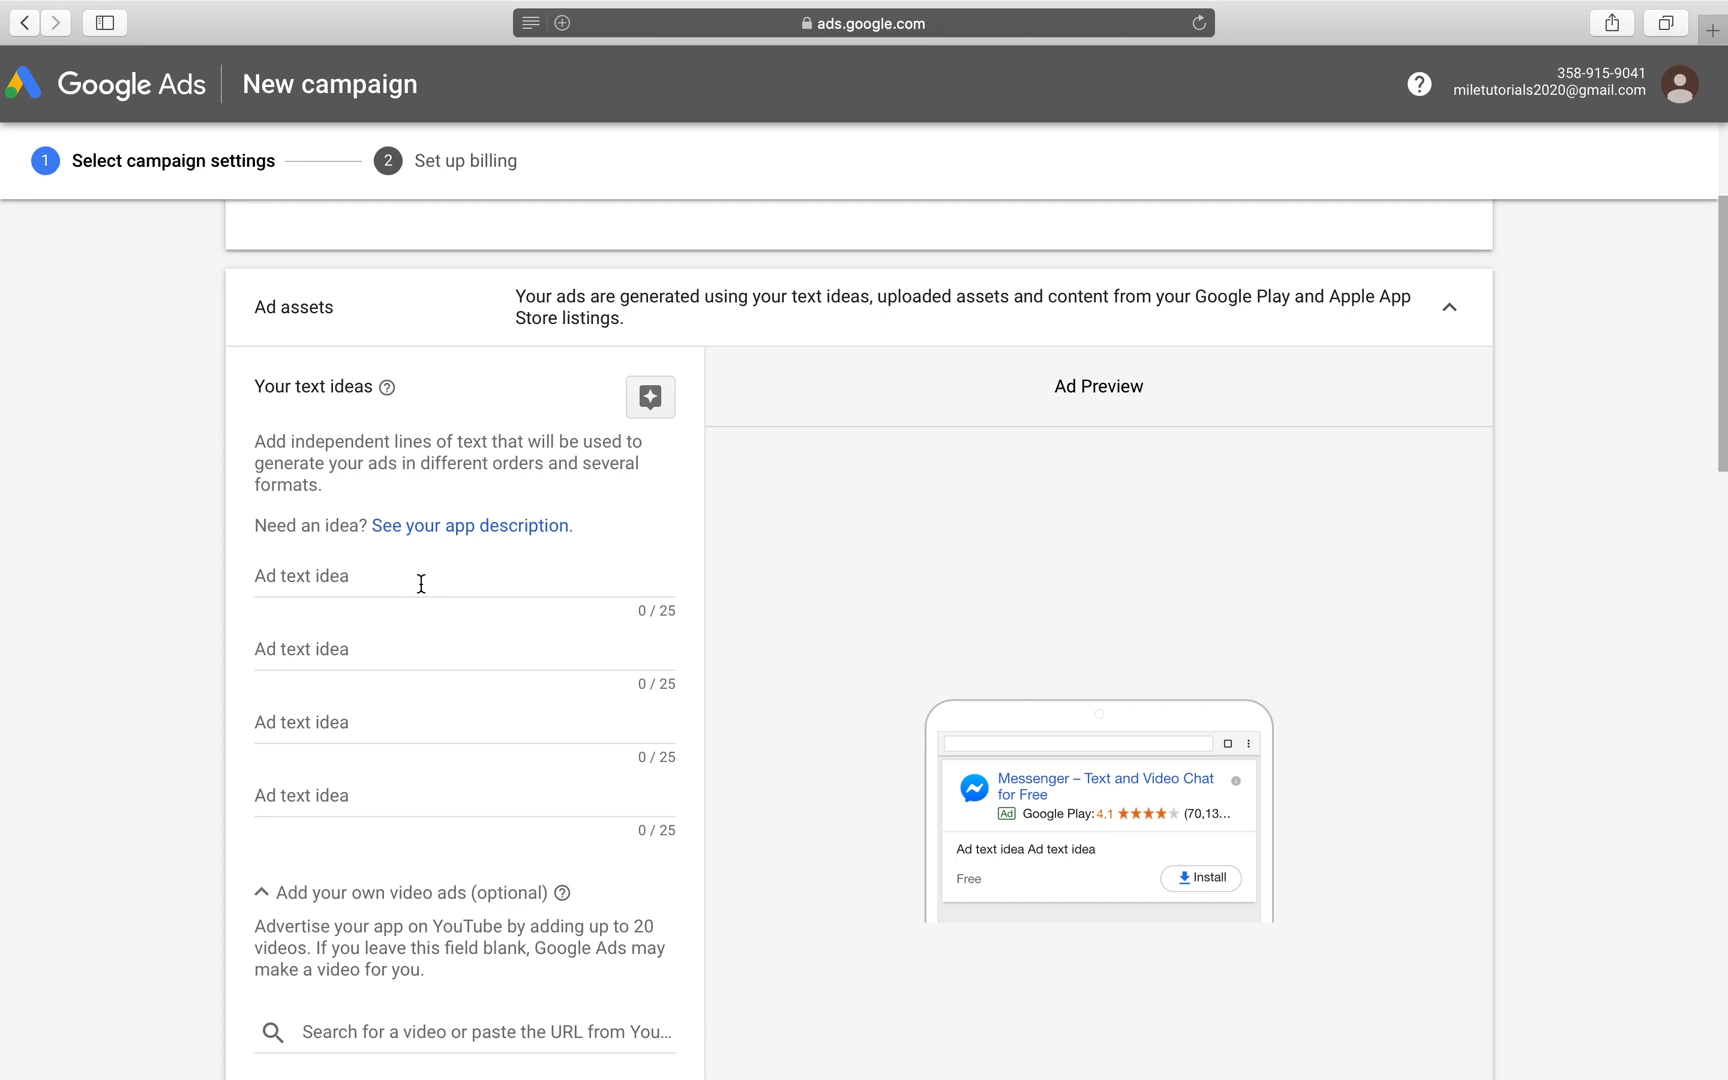 ads.google.com
Google Ads
New campaign
358-915-9041
miletutorials2020@gmail.com
1
Select campaign settings
2
Set up billing
Ad assets
Your ads are generated using your text ideas, uploaded assets and content from your Google Play and Apple App
Store listings.
Your text ideas
Ad Preview
Add independent lines of text that will be used to
generate your ads in different orders and several
formats.
Need an idea? See your app description.
Ad text idea
0 / 25
Ad text idea
0 / 25
Ad text idea
0 / 25
Ad text idea
0 / 25
Messenger – Text and Video Chat
for Free
Ad Google Play: 4.1 ★★★★★ (70,13...
Ad text idea Ad text idea
Free
Install
Add your own video ads (optional)
Advertise your app on YouTube by adding up to 20
videos. If you leave this field blank, Google Ads may
make a video for you.
Search for a video or paste the URL from You...